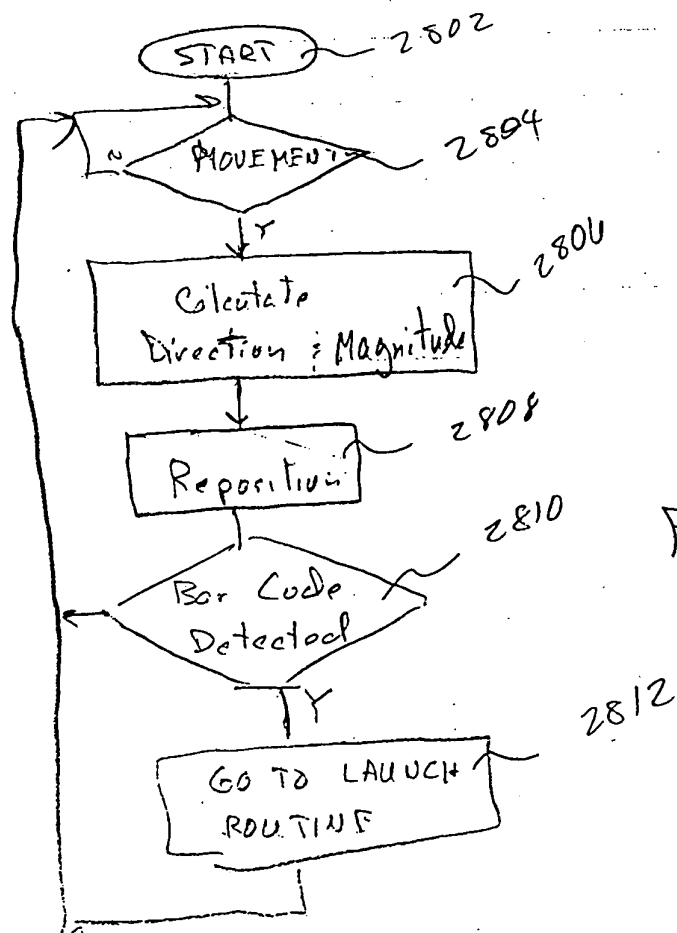 START
2802
MOVEMENT
2804
N
Y
Calculate
Direction & Magnitude
2806
Reposition
2808
Bar Code
Detected
2810
Y
GO TO LAUNCH
ROUTINE
2812
F